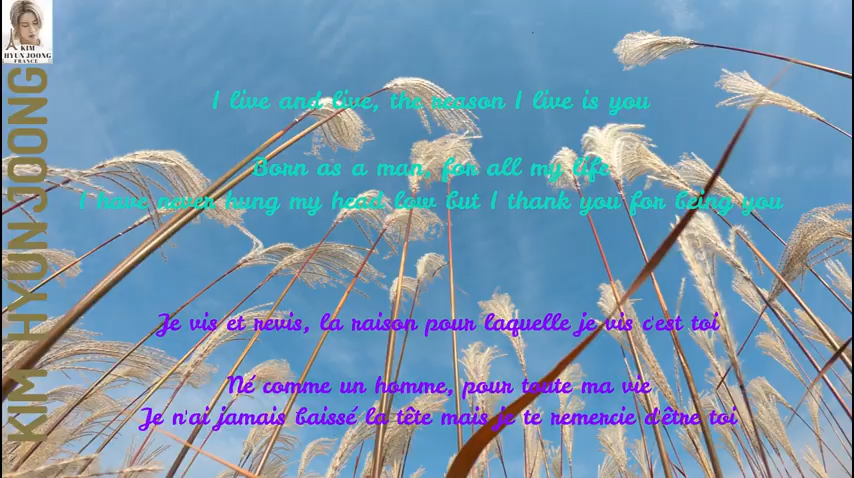 KIM
HYUN JOONG
FRANCE
KIM HYUN JOONG
I live and live, the reason I live is you
Born as a man, for all my life
I have never hung my head low but I thank you for being you
Je vis et revis, la raison pour laquelle je vis c'est toi
Né comme un homme, pour toute ma vie
Je n'ai jamais baissé la tête mais je te remercie d'être toi